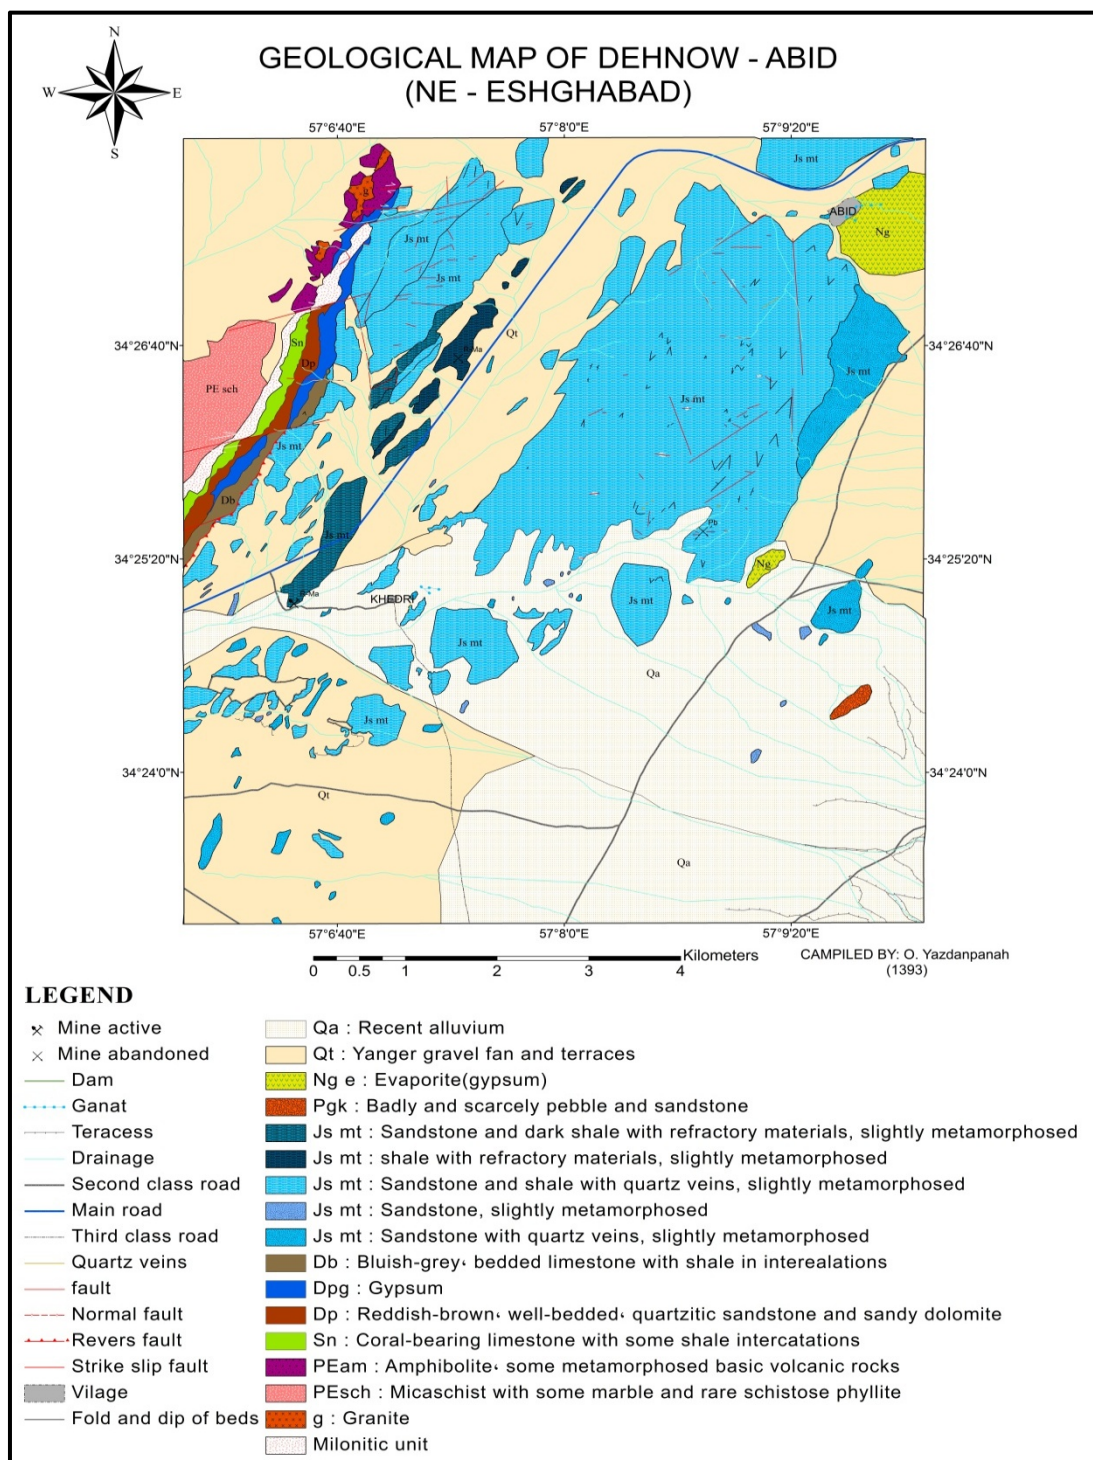 N
W
E
S
GEOLOGICAL MAP OF DEHNOW - ABID
(NE - ESHGHABAD)
57°6'40"E
57°8'0"E
57°9'20"E
Js mt
g
ABID
Js mt
Ng
Js mt
Qt
34°26'40"N
34°26'40"N
Sn
R-Ma
Dp
Js mt
PE sch
Js mt
Js mt
Db
Pb
Js mt
34°25'20"N
34°25'20"N
Ng
R-Ma
KHEDRI
Js mt
Js mt
Js mt
Qa
Js mt
34°24'0"N
34°24'0"N
Qt
Qa
57°6'40"E
57°8'0"E
57°9'20"E
Kilometers
0
0.5
1
2
3
4
CAMPILED BY: O. Yazdanpanah
(1393)
LEGEND
Mine active
Mine abandoned
Dam
Ganat
Teracess
Drainage
Second class road
Main road
Third class road
Quartz veins
fault
Normal fault
Revers fault
Strike slip fault
Vilage
Fold and dip of beds
Qa : Recent alluvium
Qt : Yanger gravel fan and terraces
Ng e : Evaporite(gypsum)
Pgk : Badly and scarcely pebble and sandstone
Js mt : Sandstone and dark shale with refractory materials, slightly metamorphosed
Js mt : shale with refractory materials, slightly metamorphosed
Js mt : Sandstone and shale with quartz veins, slightly metamorphosed
Js mt : Sandstone, slightly metamorphosed
Js mt : Sandstone with quartz veins, slightly metamorphosed
Db : Bluish-grey، bedded limestone with shale in interealations
Dpg : Gypsum
Dp : Reddish-brown، well-bedded، quartzitic sandstone and sandy dolomite
Sn : Coral-bearing limestone with some shale intercatations
PEam : Amphibolite، some metamorphosed basic volcanic rocks
PEsch : Micaschist with some marble and rare schistose phyllite
g : Granite
Milonitic unit